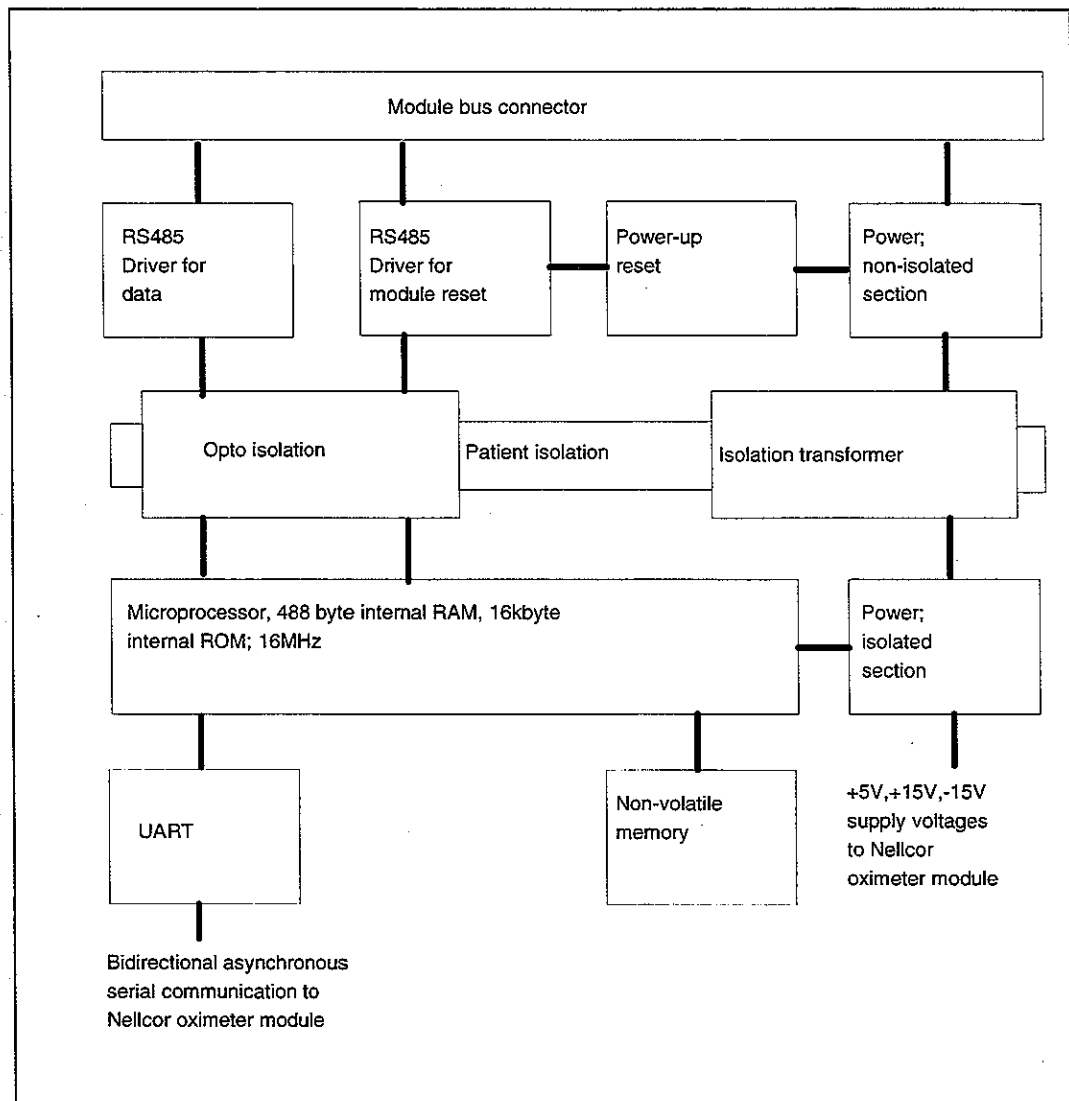 Module bus connector
RS485
Driver for
data
RS485
Driver for
module reset
Power-up
reset
Power;
non-isolated
section
Opto isolation
Patient isolation
Isolation transformer
Microprocessor, 488 byte internal RAM, 16kbyte
internal ROM; 16MHz
Power;
isolated
section
UART
Non-volatile
memory
+5V,+15V,-15V
supply voltages
to Nellcor
oximeter module
Bidirectional asynchronous
serial communication to
Nellcor oximeter module